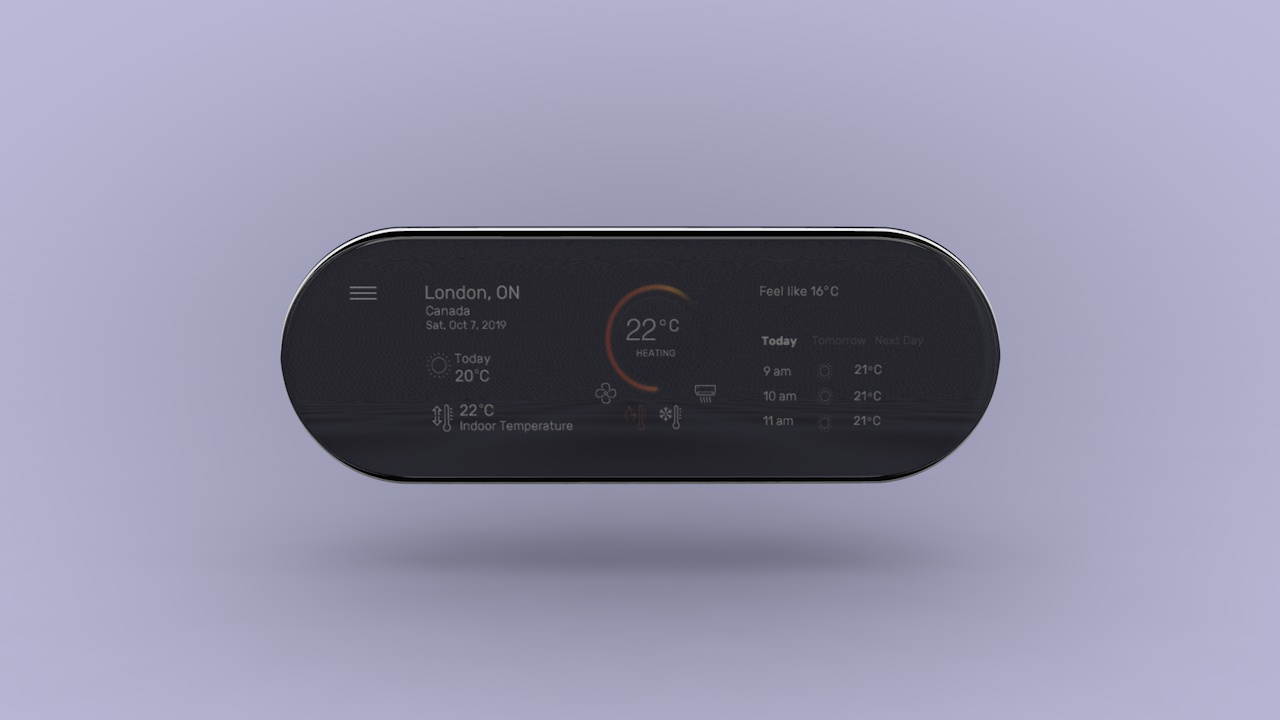 London, ON
Canada
Sat, Oct 7, 2019
Today
20°C
22°C
Indoor Temperature
22°C
HEATING
Feel like 16°C
Today Tomorrow Next Day
9 am 21°C
10 am 21°C
11 am 21°C